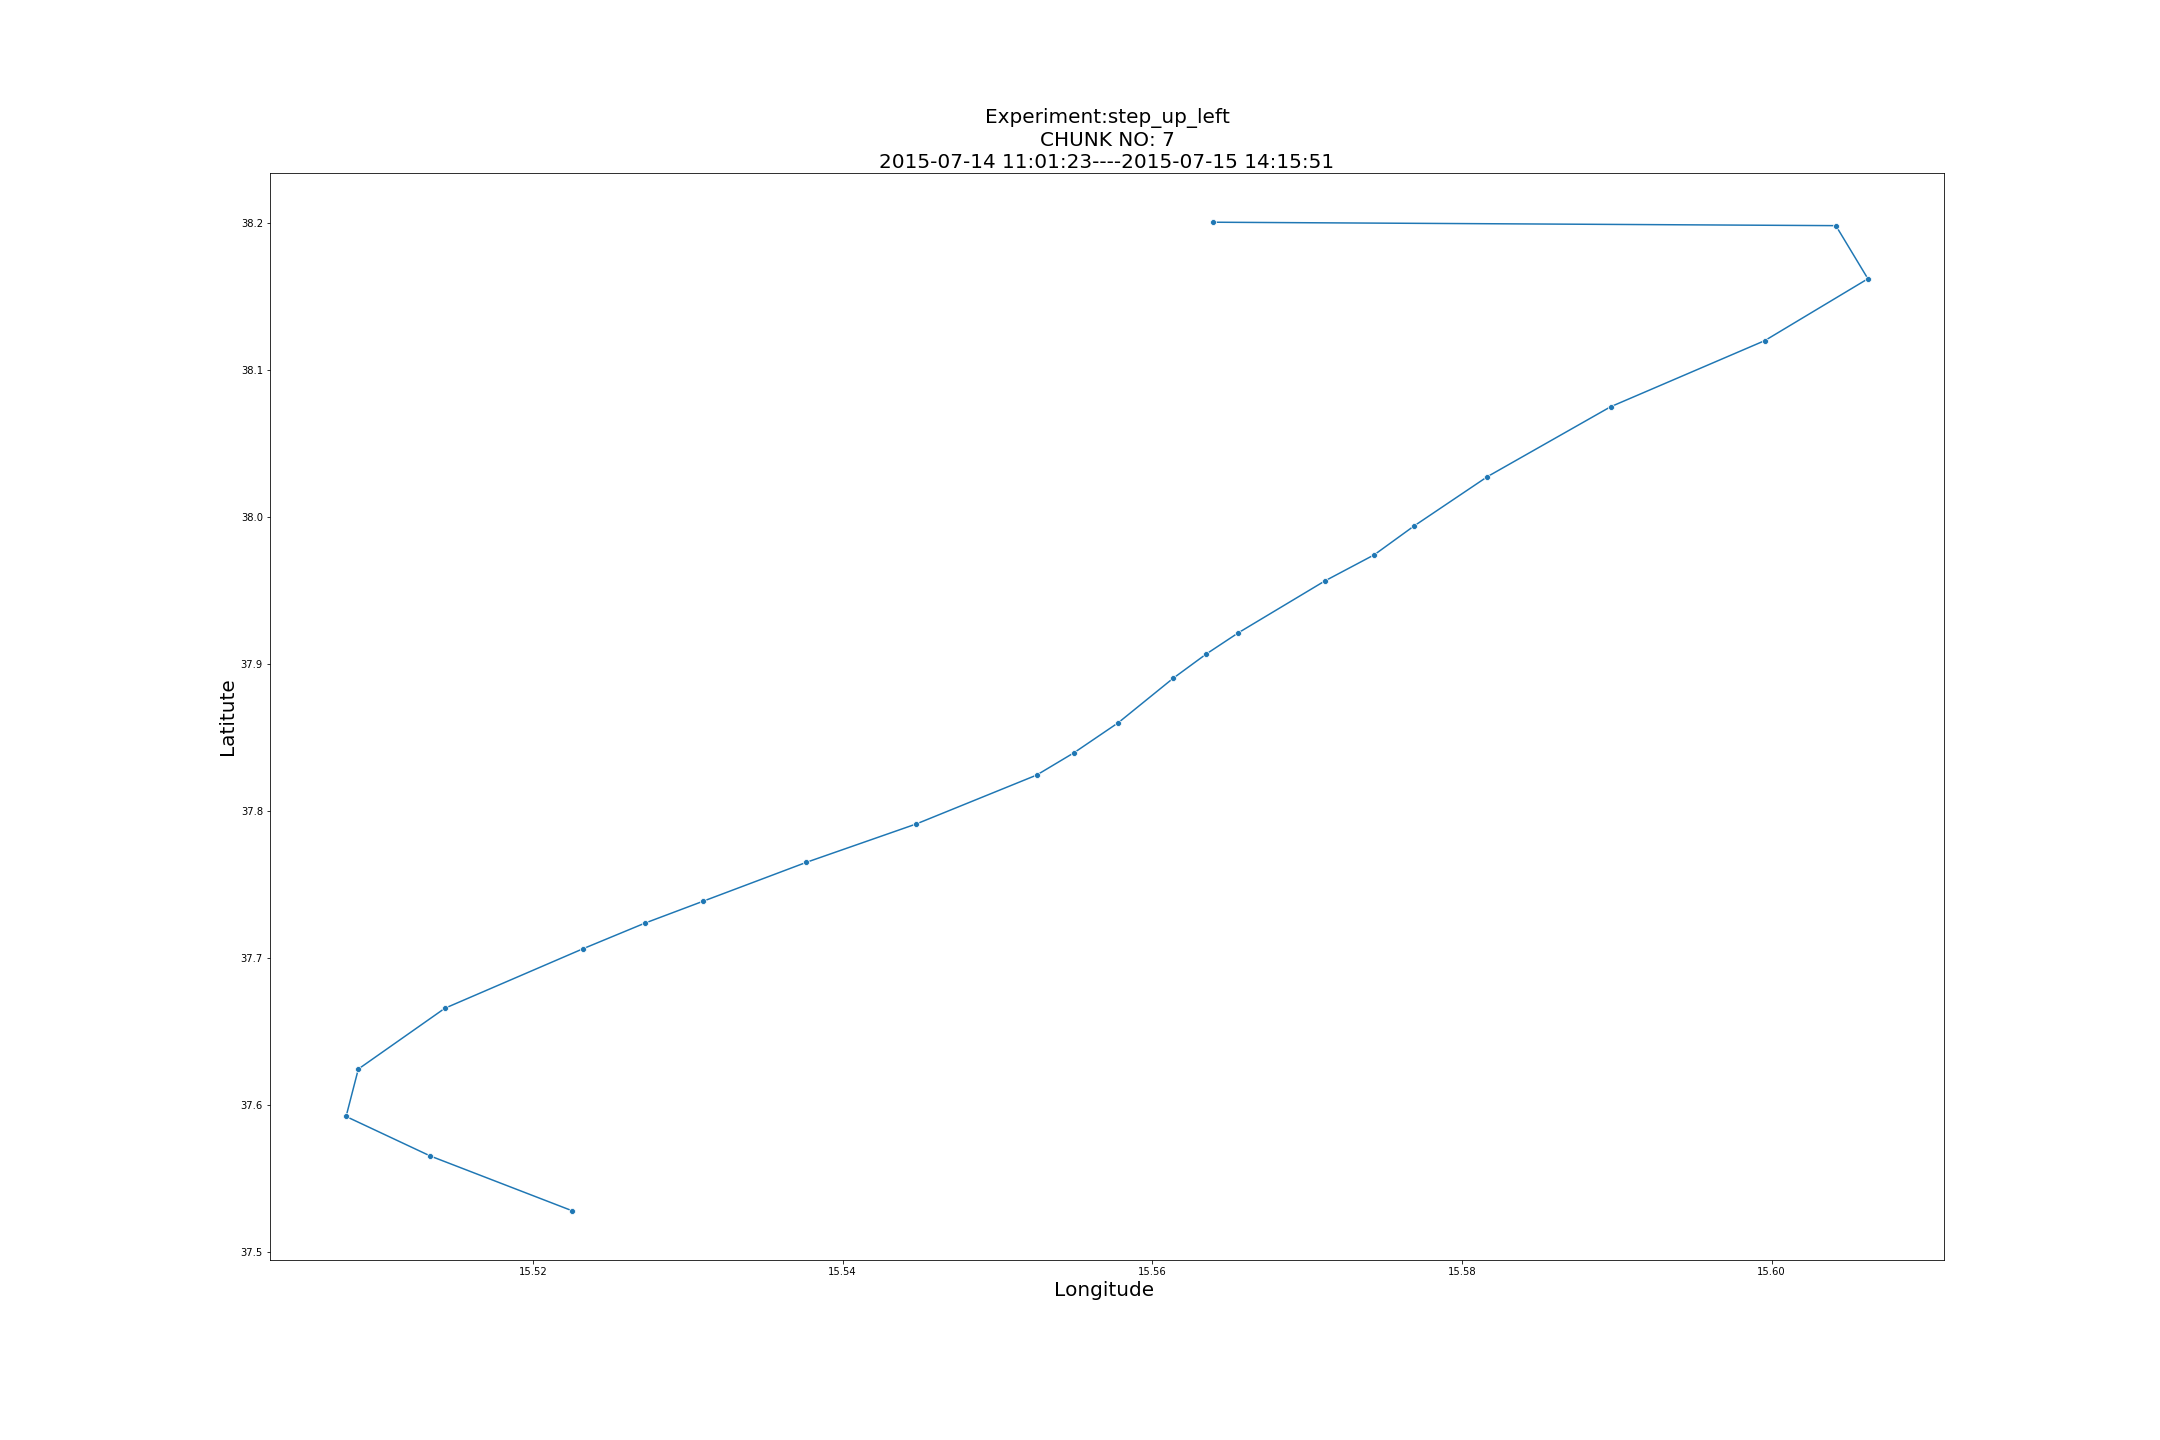 Experiment:step_up_left
CHUNK NO: 7
2015-07-14 11:01:23----2015-07-15 14:15:51
38.2
38.1
38.0
37.9
37.8
37.7
37.6
37.5
Latitute
15.52
15.54
15.56
15.58
15.60
Longitude